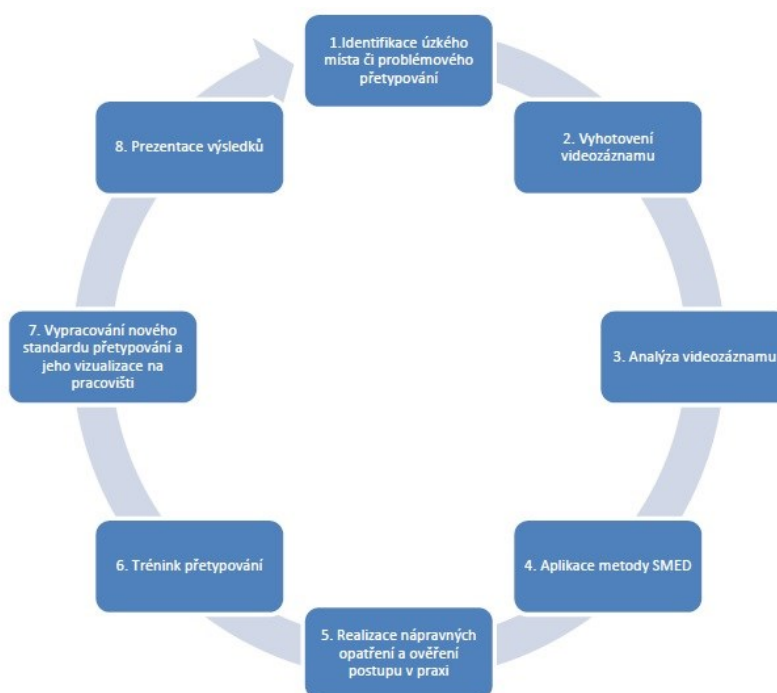 1.Identifikace úzkého
místa či problémového
přetypování
2. Vyhotovení
videozáznamu
3. Analýza videozáznamu
4. Aplikace metody SMED
5. Realizace nápravných
opatření a ověření
postupu v praxi
6. Trénink přetypování
7. Vypracování nového
standardu přetypování a
jeho vizualizace na
pracovišti
8. Prezentace výsledků